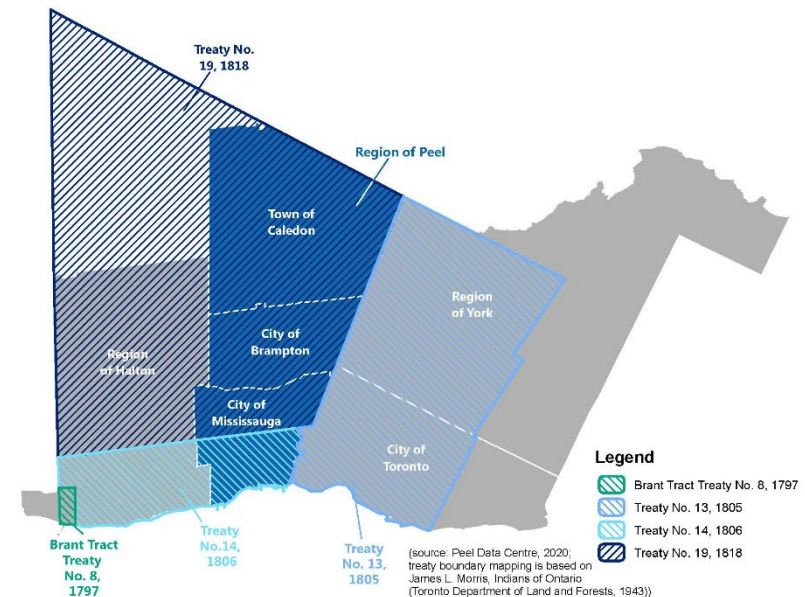 Treaty No.
19, 1818
Region of Peel
Town of
Caledon
Region
of York
City of
Brampton
Region
of Halton
City of
Mississauga
City of
Toronto
Legend
Brant Tract Treaty No. 8, 1797
Treaty No. 13, 1805
Treaty No. 14, 1806
Treaty No. 19, 1818
Brant Tract
Treaty
No. 8,
1797
Treaty
No.14,
1806
Treaty
No. 13,
1805
(source: Peel Data Centre, 2020;
treaty boundary mapping is based on
James L. Morris, Indians of Ontario
(Toronto Department of Land and Forests, 1943))